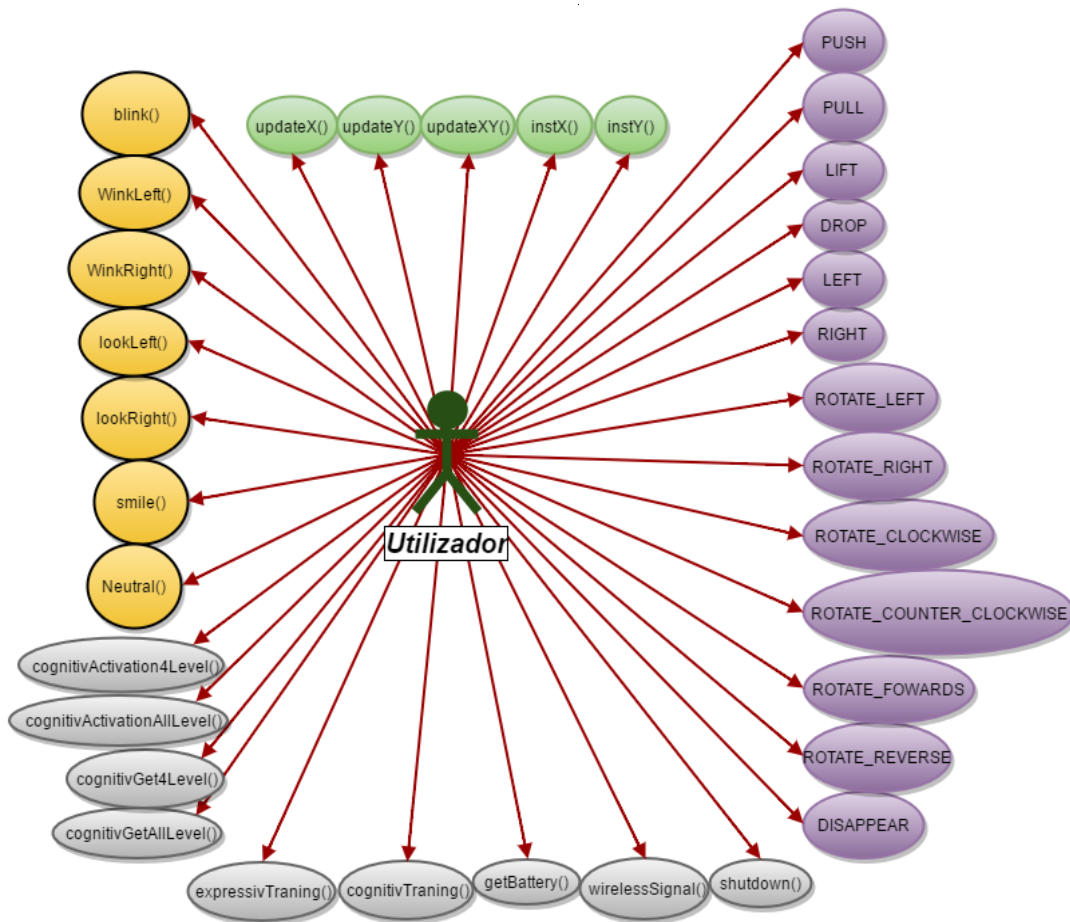 PUSH
blink()
updateX()
updateY()
updateXY()
instX()
instY()
PULL
WinkLeft()
LIFT
DROP
WinkRight()
LEFT
lookLeft()
RIGHT
ROTATE_LEFT
lookRight()
ROTATE_RIGHT
smile()
Utilizador
ROTATE_CLOCKWISE
Neutral()
ROTATE_COUNTER_CLOCKWISE
cognitivActivation4Level()
ROTATE_FOWARDS
cognitivActivationAllLevel()
ROTATE_REVERSE
cognitivGet4Level()
cognitivGetAllLevel()
DISAPPEAR
expressivTraning()
cognitivTraning()
getBattery()
wirelessSignal()
shutdown()